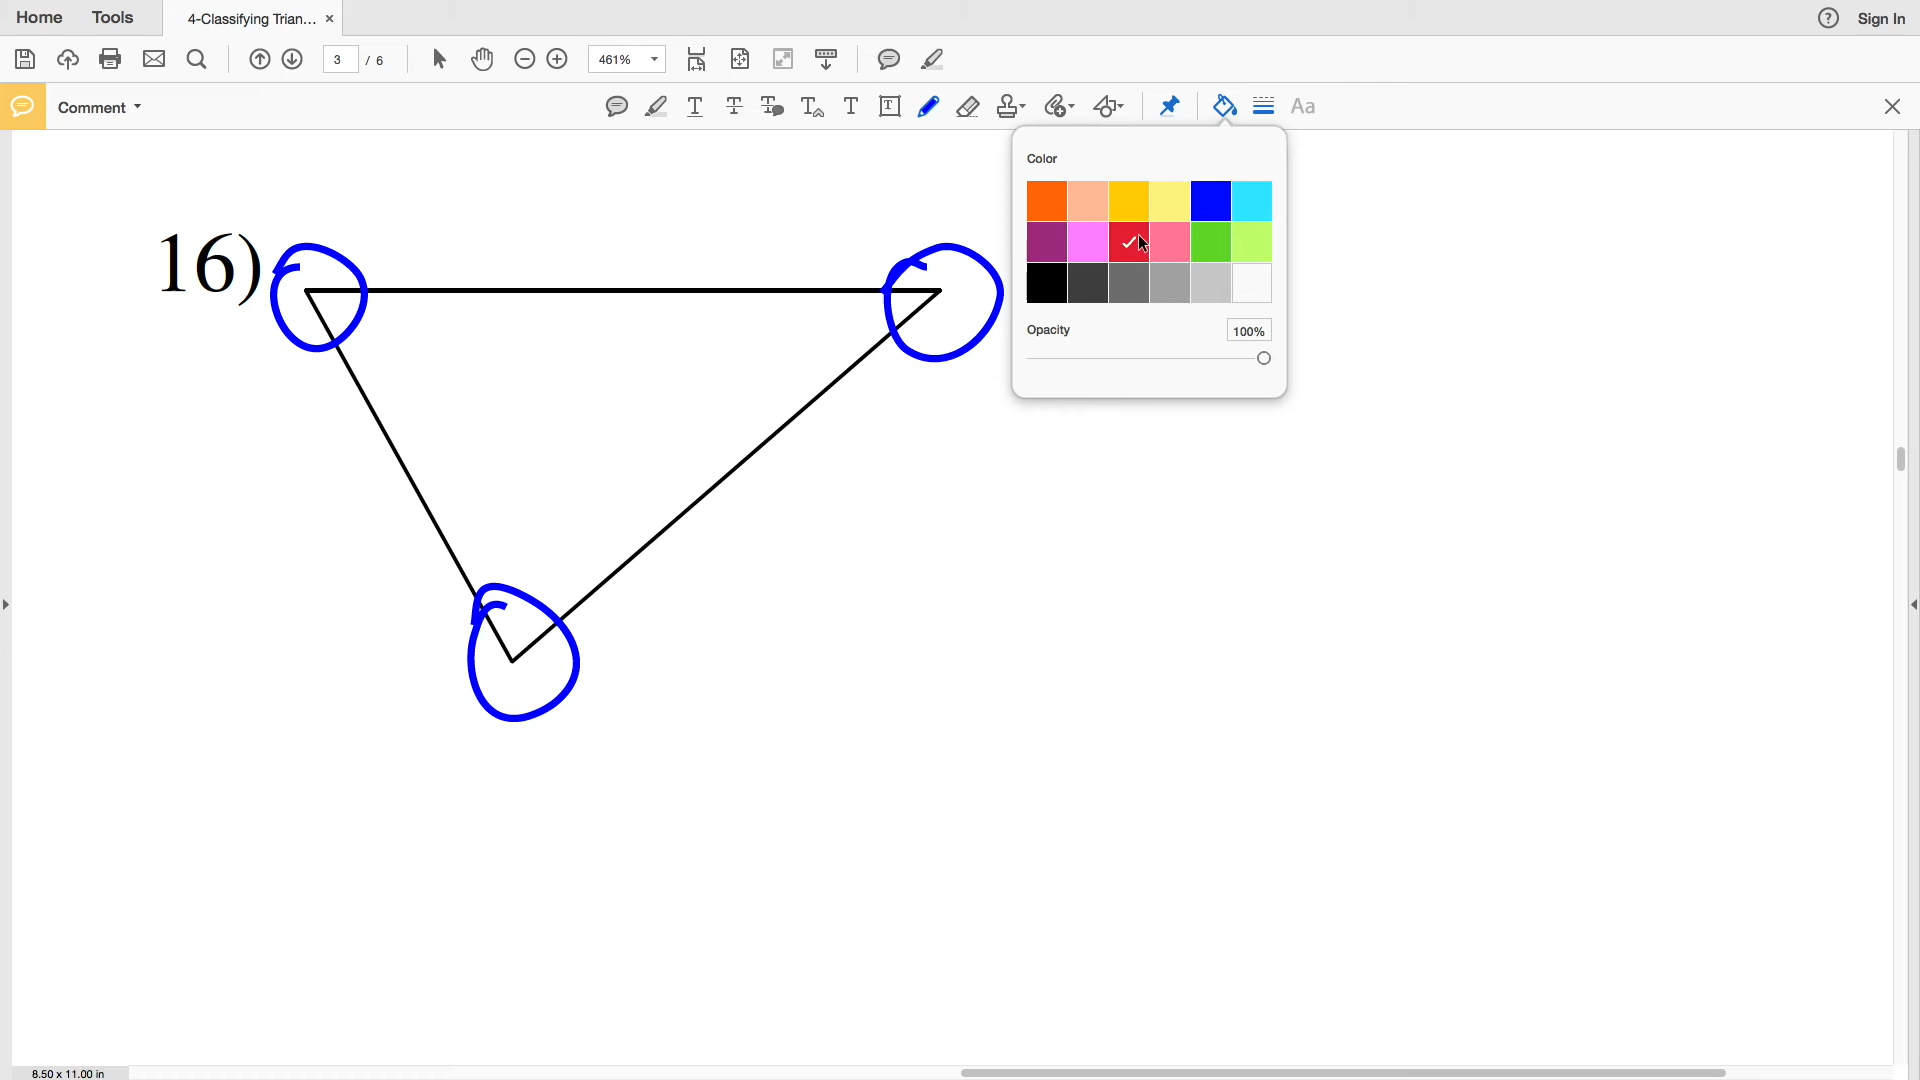 Home Tools 4-Classifying Trian... × ? Sign In
3 / 6 461%
Comment T T T T T T Aa
Color
16)
Opacity 100%
8.50 x 11.00 in